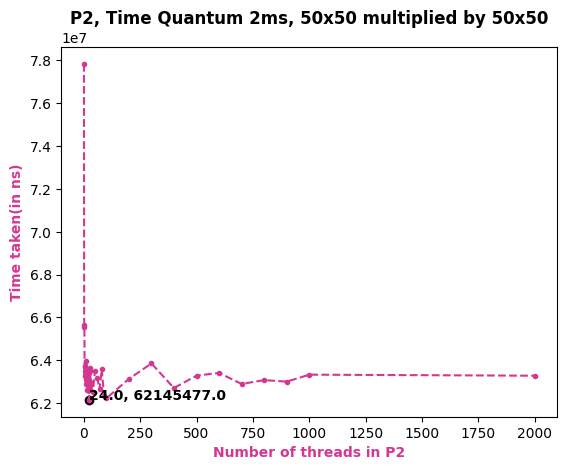 P2, Time Quantum 2ms, 50x50 multiplied by 50x50
1e7
7.8
7.6
7.4
7.2
7.0
6.8
6.6
6.4
6.2
Time taken(in ns)
24.0, 62145477.0
0 250 500 750 1000 1250 1500 1750 2000
Number of threads in P2